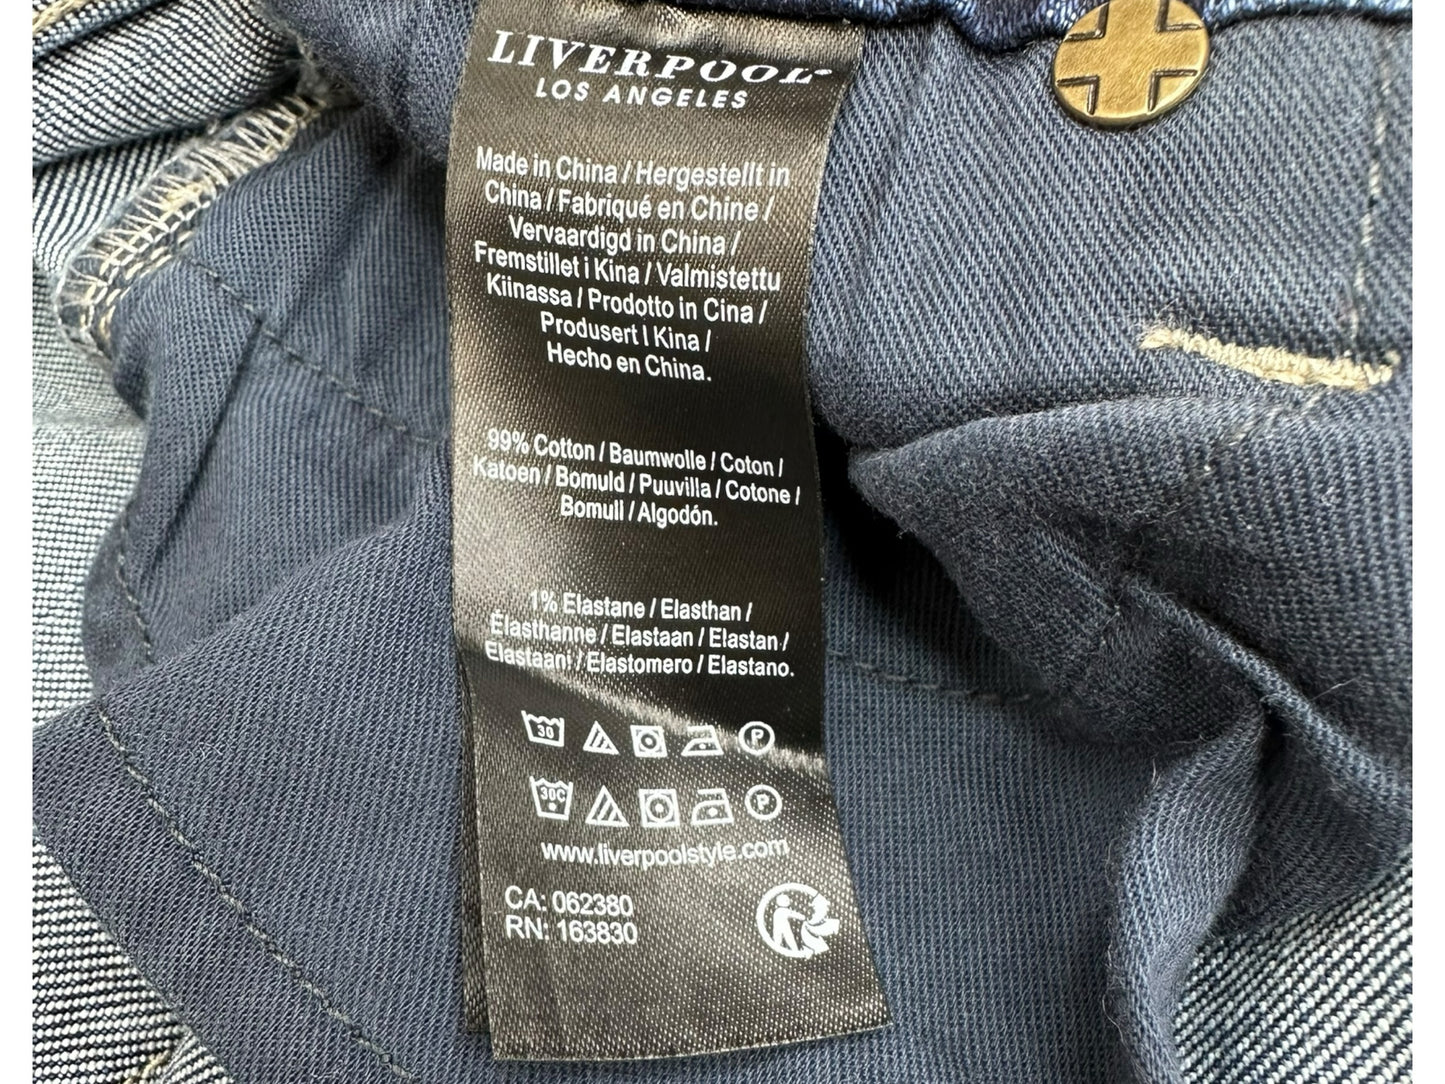 LIVERPOOL
LOS ANGELES
Made in China / Hergestellt in
China / Fabriqué en Chine /
Vervaardigd in China /
Fremstillet i Kina / Valmistettu
Kiinassa / Prodotto in Cina /
Produsert I Kina /
Hecho en China.
99% Cotton / Baumwolle / Coton /
Katoen / Bomuld / Puuvilla / Cotone /
Bomull / Algodón.
1% Elastane / Elasthan /
Élasthanne / Elastaan / Elastan /
Elastaani / Elastomero / Elastano.
30 P
30C P
www.liverpoolstyle.com
CA: 062380
RN: 163830